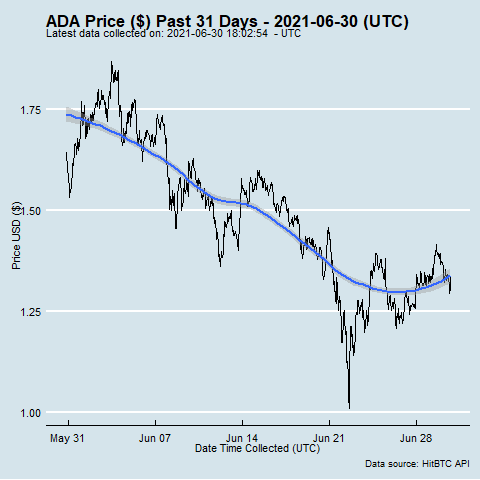 ADA Price ($) Past 31 Days - 2021-06-30 (UTC)
Latest data collected on: 2021-06-30 18:02:54 - UTC
1.75
1.50
1.25
1.00
Price USD ($)
May 31 Jun 07 Jun 14 Jun 21 Jun 28
Date Time Collected (UTC)
Data source: HitBTC API